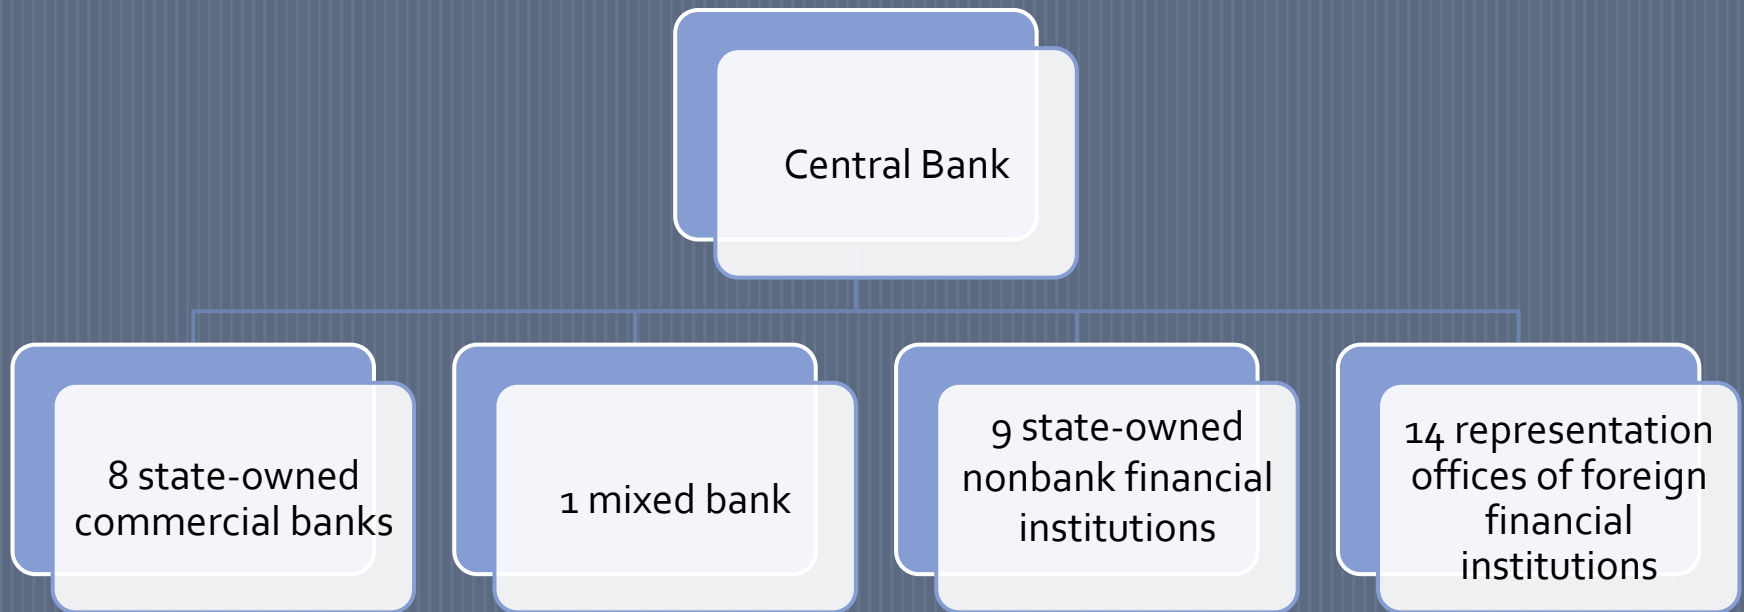 Central Bank
8 state-owned
commercial banks
1 mixed bank
9 state-owned
nonbank financial
institutions
14 representation
offices of foreign
financial
institutions